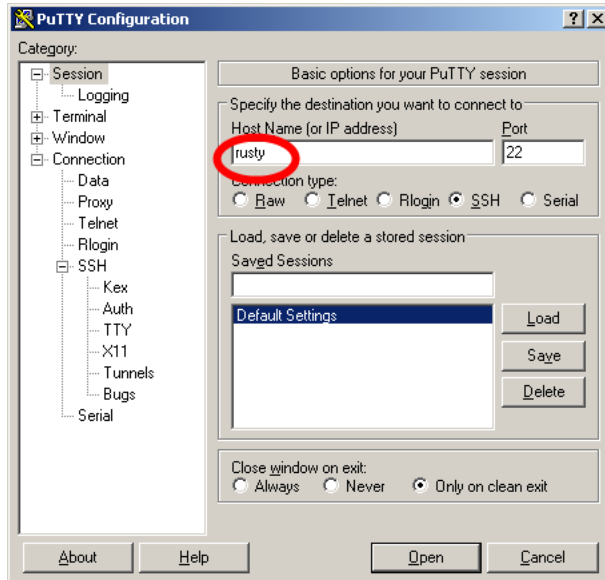 PuTTY Configuration
Category:
Session
Logging
Terminal
Window
Connection
Data
Proxy
Telnet
Rlogin
SSH
Kex
Auth
TTY
X11
Tunnels
Bugs
Serial
Basic options for your PuTTY session
Specify the destination you want to connect to
Host Name (or IP address) Port
rusty 22
Connection type:
Raw Telnet Rlogin SSH Serial
Load, save or delete a stored session
Saved Sessions
Default Settings
Load
Save
Delete
Close window on exit:
Always Never Only on clean exit
About Help Open Cancel